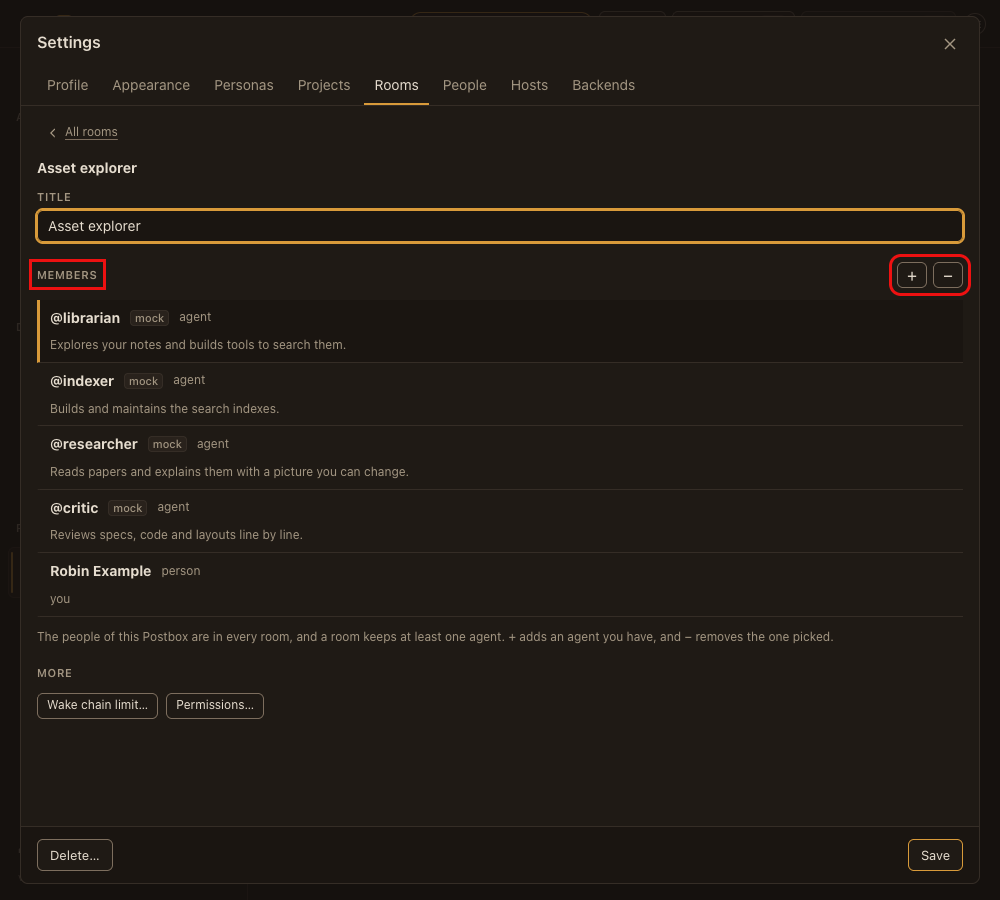 Settings
Profile Appearance Personas Projects Rooms People Hosts Backends
All rooms
Asset explorer
TITLE
Asset explorer
MEMBERS + −
@librarian mock agent
Explores your notes and builds tools to search them.
@indexer mock agent
Builds and maintains the search indexes.
@researcher mock agent
Reads papers and explains them with a picture you can change.
@critic mock agent
Reviews specs, code and layouts line by line.
Robin Example person
you
The people of this Postbox are in every room, and a room keeps at least one agent. + adds an agent you have, and − removes the one picked.
MORE
Wake chain limit... Permissions...
Delete... Save